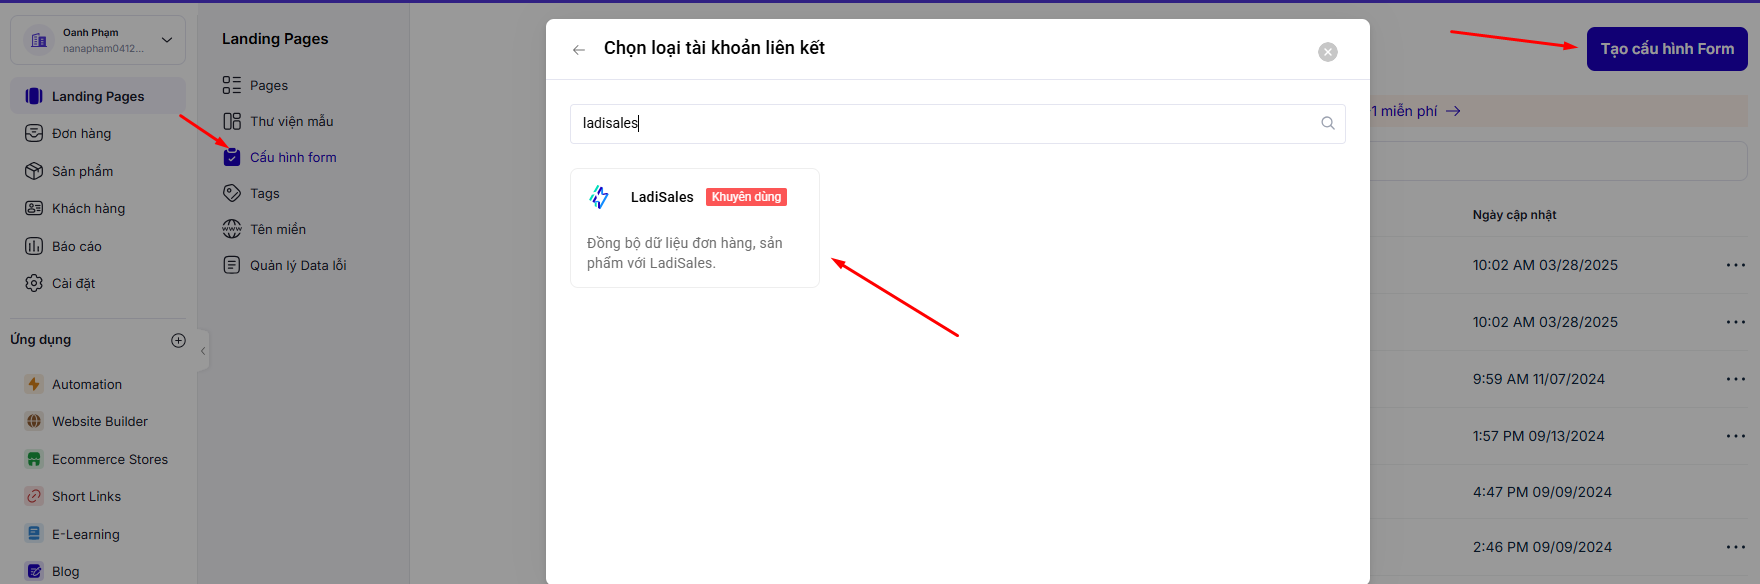 Oanh Phạm
nanapham0412...
Landing Pages
Đơn hàng
Sản phẩm
Khách hàng
Báo cáo
Cài đặt
Ứng dụng
Automation
Website Builder
Ecommerce Stores
Short Links
E-Learning
Blog
Landing Pages
Pages
Thư viện mẫu
Cấu hình form
Tags
Tên miền
Quản lý Data lỗi
Chọn loại tài khoản liên kết
ladisales
LadiSales Khuyên dùng
Đồng bộ dữ liệu đơn hàng, sản
phẩm với LadiSales.
Tạo cấu hình Form
1 miễn phí
Ngày cập nhật
10:02 AM 03/28/2025
10:02 AM 03/28/2025
9:59 AM 11/07/2024
1:57 PM 09/13/2024
4:47 PM 09/09/2024
2:46 PM 09/09/2024